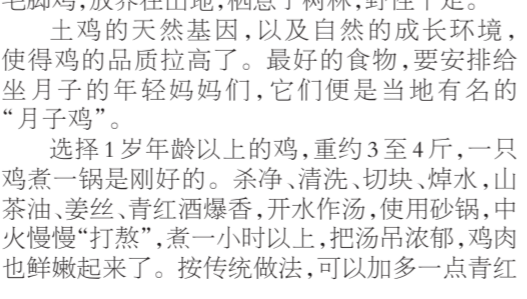 毛脚鸡，放养在山地，栖息于树林，野性十足。
土鸡的天然基因，以及自然的成长环境，
使得鸡的品质拉高了。最好的食物，要安排给
坐月子的年轻妈妈们，它们便是当地有名的
“月子鸡”。
选择1岁年龄以上的鸡，重约3至4斤，一只
鸡煮一锅是刚好的。杀净、清洗、切块、焯水，山
茶油、姜丝、青红酒爆香，开水作汤，使用砂锅，中
火慢慢“打熬”，煮一小时以上，把汤吊浓郁，鸡肉
也鲜嫩起来了。按传统做法，可以加多一点青红